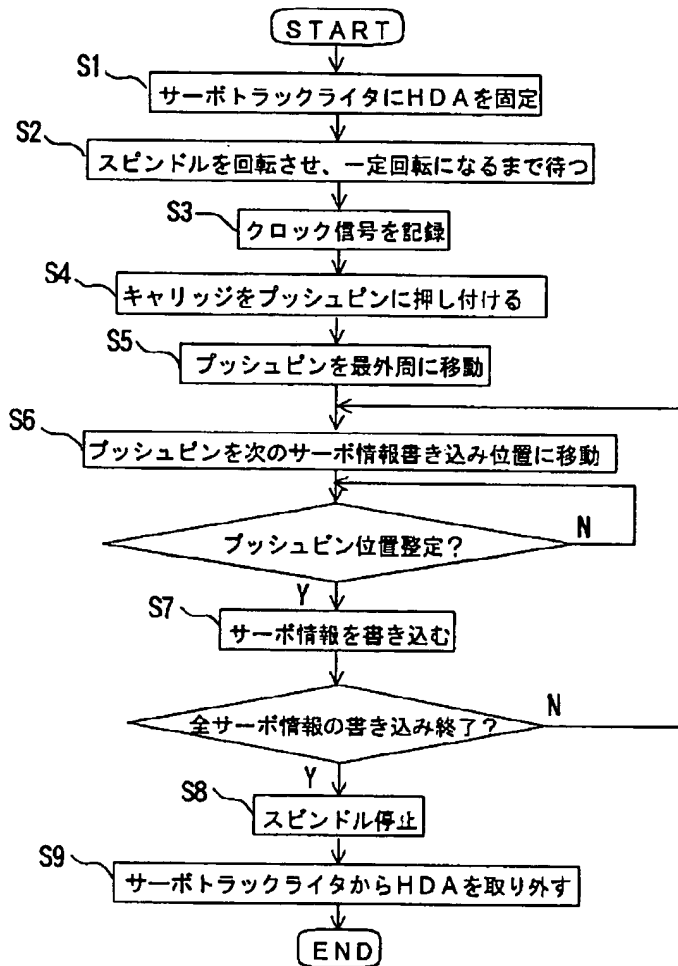 START
S1
サーボトラックライタにHDAを固定
S2
スピンドルを回転させ、一定回転になるまで待つ
S3
クロック信号を記録
S4
キャリッジをプッシュピンに押し付ける
S5
プッシュピンを最外周に移動
S6
プッシュピンを次のサーボ情報書き込み位置に移動
プッシュピン位置整定?
N
Y
S7
サーボ情報を書き込む
全サーボ情報の書き込み終了?
N
Y
S8
スピンドル停止
S9
サーボトラックライタからHDAを取り外す
END